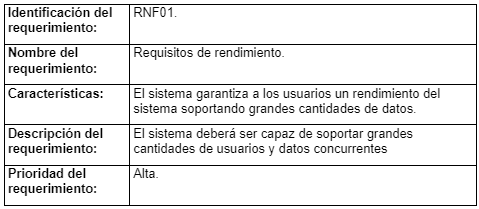 Identificación del RNF01.
requerimiento:
Nombre del Requisitos de rendimiento.
requerimiento:
Características: El sistema garantiza a los usuarios un rendimiento del
sistema soportando grandes cantidades de datos.
Descripción del El sistema deberá ser capaz de soportar grandes
requerimiento: cantidades de usuarios y datos concurrentes
Prioridad del Alta.
requerimiento: